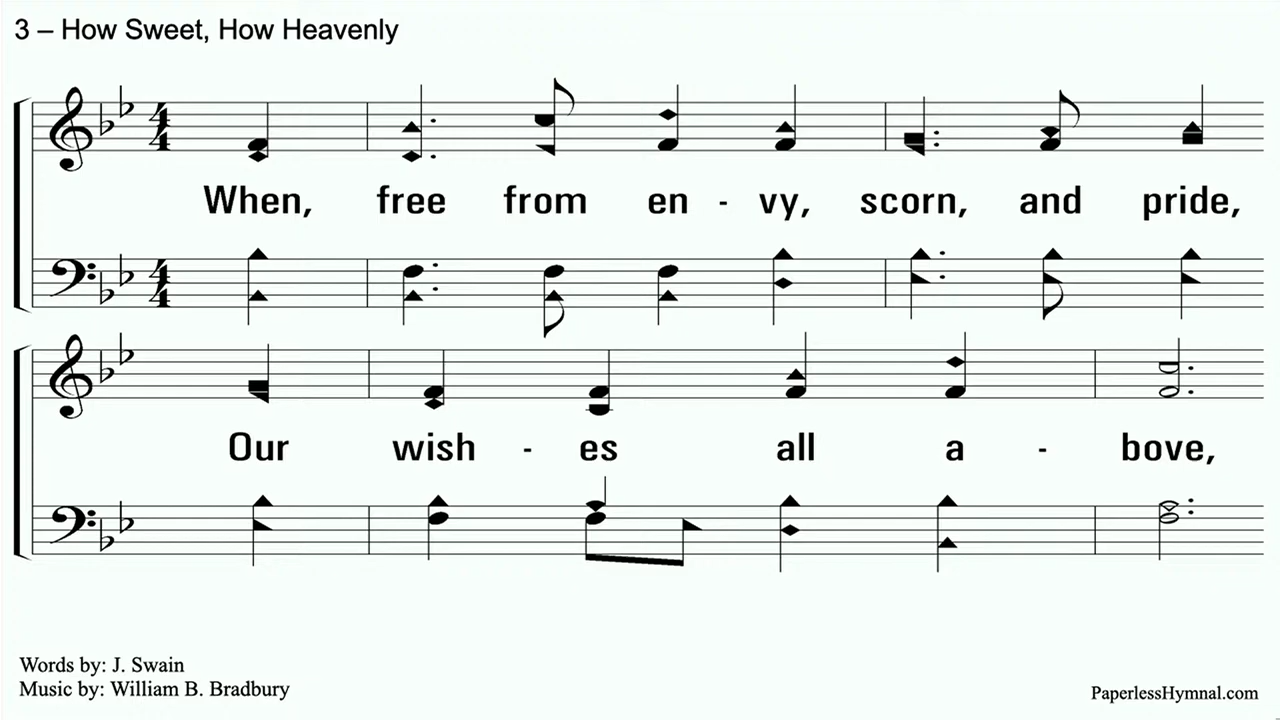 3 – How Sweet, How Heavenly
When, free from en - vy, scorn, and pride,
Our wish - es all a - bove,
Words by: J. Swain
Music by: William B. Bradbury
PaperlessHymnal.com